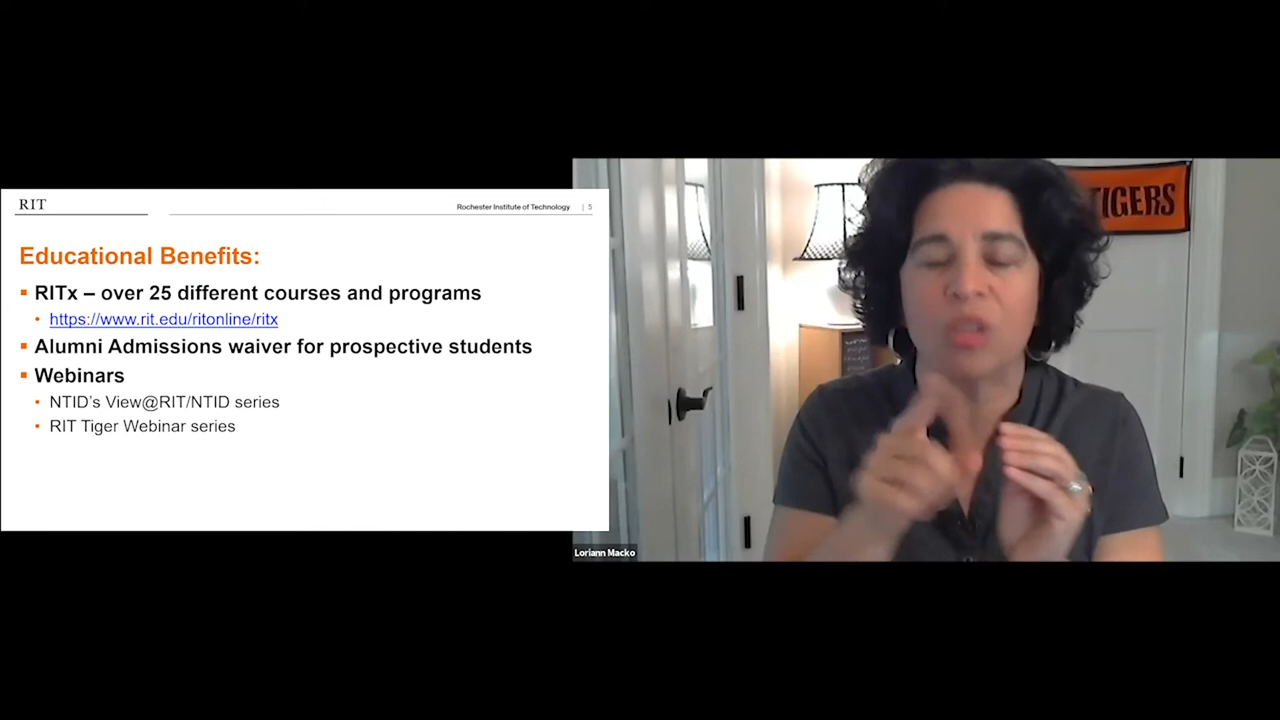 RIT
Rochester Institute of Technology | 5
Educational Benefits:
RITx – over 25 different courses and programs
https://www.rit.edu/ritonline/ritx
Alumni Admissions waiver for prospective students
Webinars
NTID's View@RIT/NTID series
RIT Tiger Webinar series
TIGERS
Loriann Macko